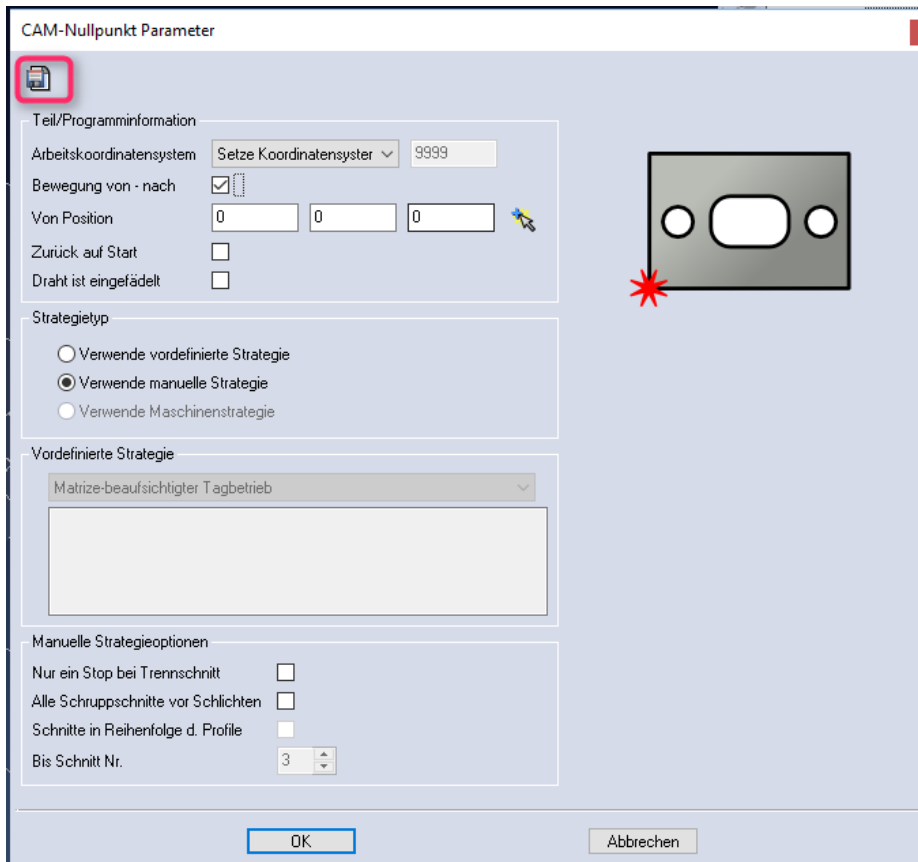 CAM-Nullpunkt Parameter
Teil/Programminformation
Arbeitskoordinatensystem Setze Koordinatensyster 9999
Bewegung von - nach
Von Position 0 0 0
Zurück auf Start
Draht ist eingefädelt
Strategietyp
Verwende vordefinierte Strategie
Verwende manuelle Strategie
Verwende Maschinenstrategie
Vordefinierte Strategie
Matrize-beaufsichtigter Tagbetrieb
Manuelle Strategieoptionen
Nur ein Stop bei Trennschnitt
Alle Schruppschnitte vor Schlichten
Schnitte in Reihenfolge d. Profile
Bis Schnitt Nr. 3
OK Abbrechen